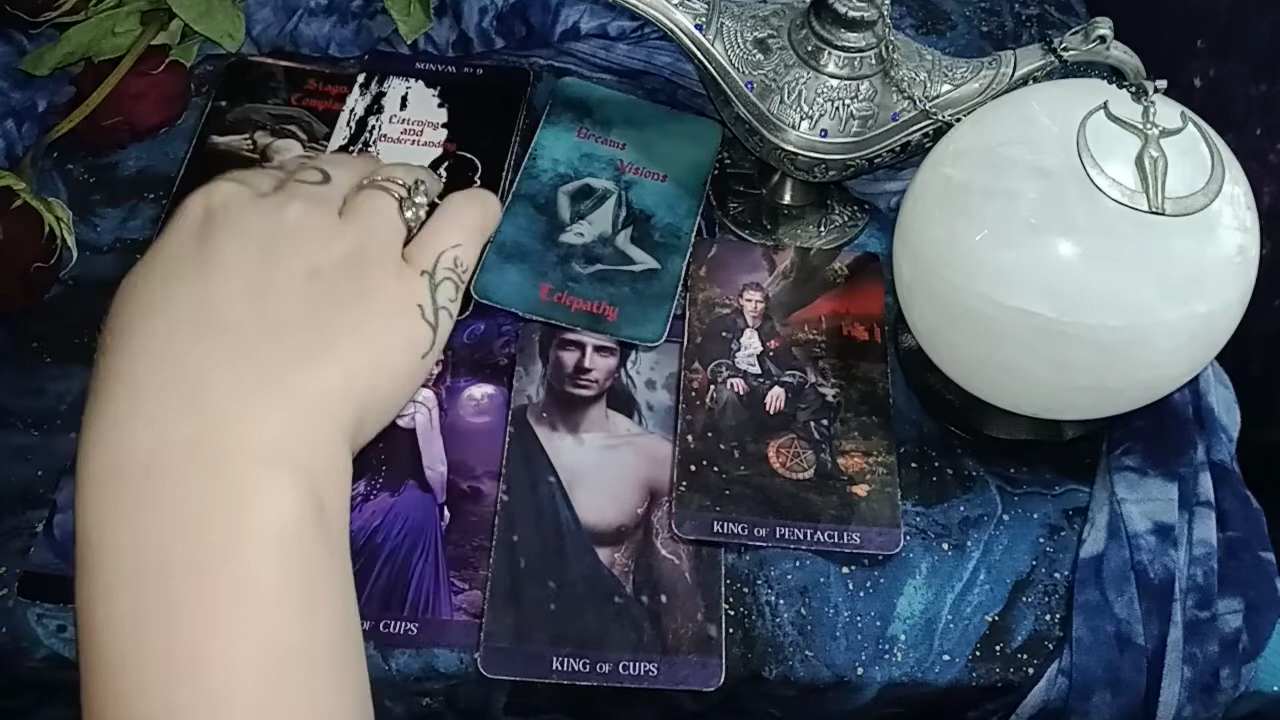 6 OF WANDS
Listening
and
Understanding
Dreams
Visions
Telepathy
KING OF PENTACLES
OF CUPS
KING OF CUPS